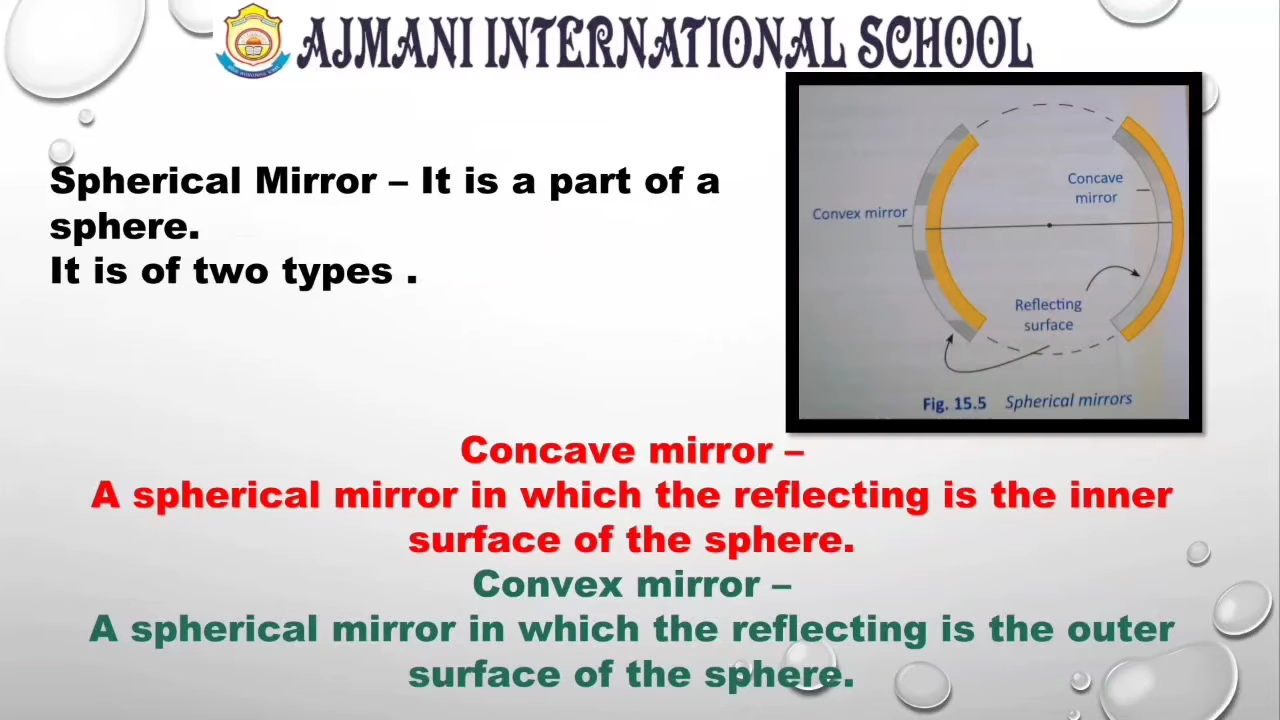 AJMANI INTERNATIONAL SCHOOL
Spherical Mirror – It is a part of a
sphere.
It is of two types .
Convex mirror
Concave
mirror
Reflecting
surface
Fig. 15.5 Spherical mirrors
Concave mirror –
A spherical mirror in which the reflecting is the inner
surface of the sphere.
Convex mirror –
A spherical mirror in which the reflecting is the outer
surface of the sphere.